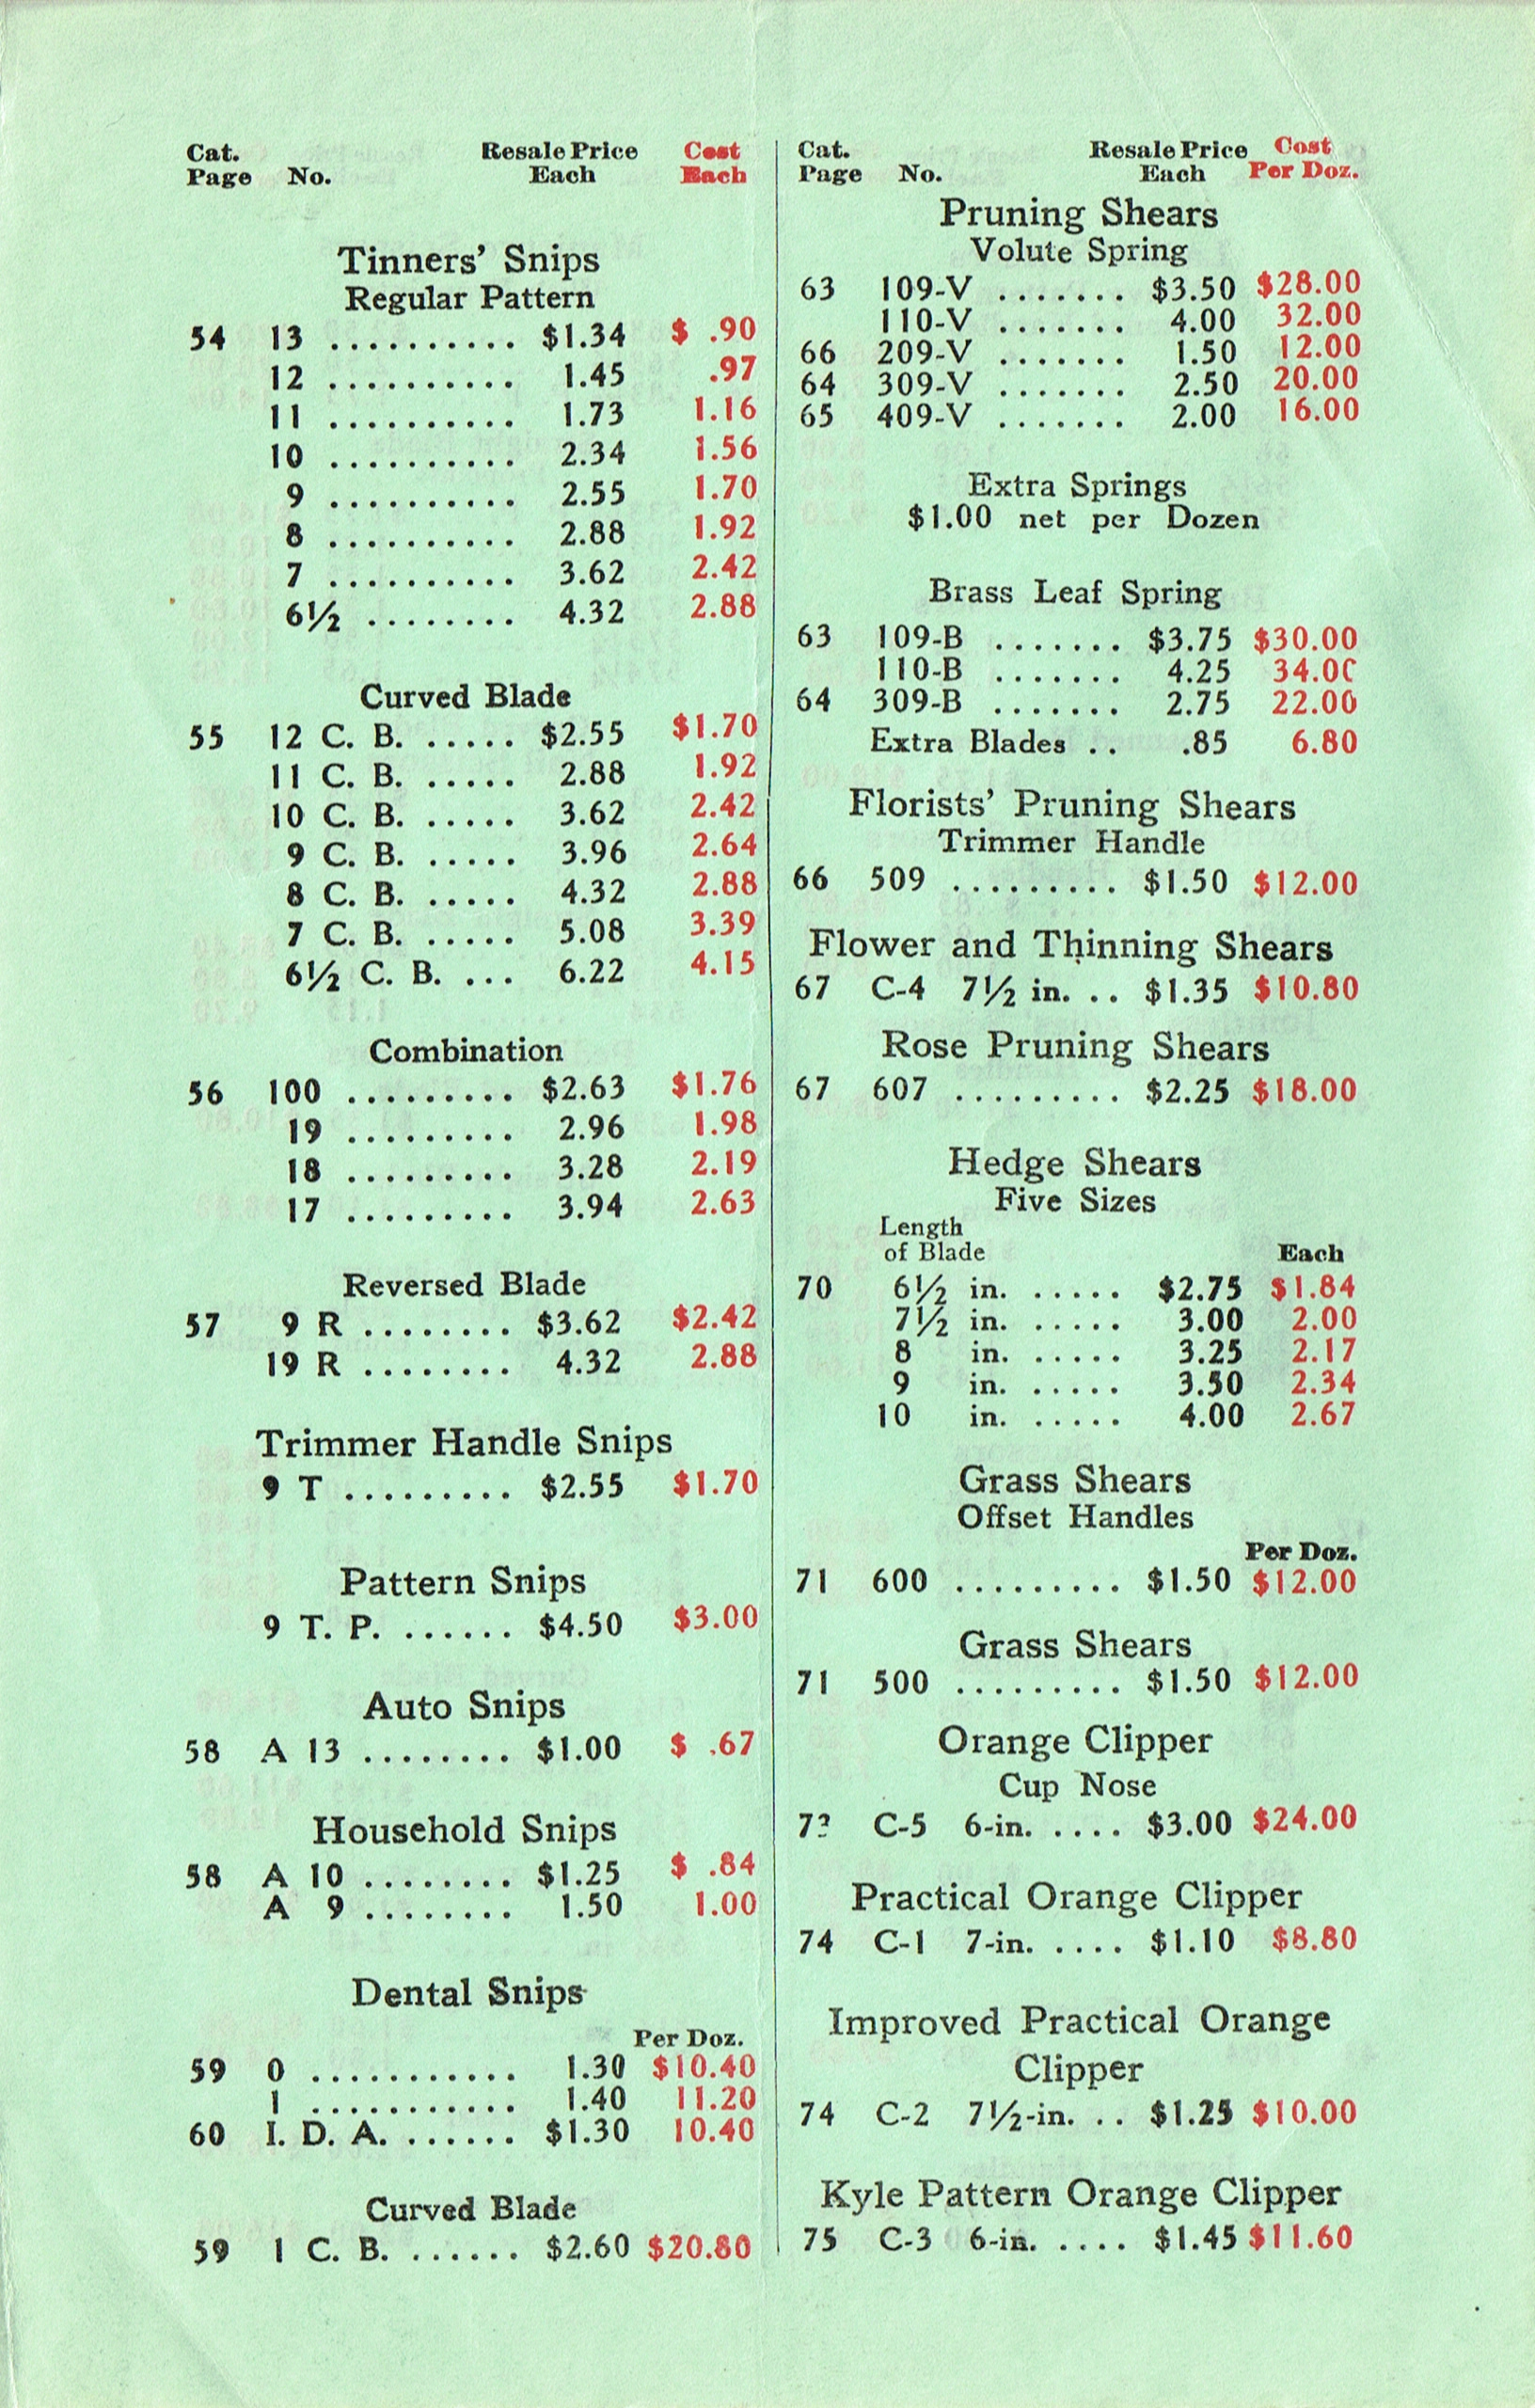 Cat. Resale Price Cost
Page No. Each Each
Tinners' Snips
Regular Pattern
54 13 .......... $1.34 $ .90
12 .......... 1.45 .97
11 .......... 1.73 1.16
10 .......... 2.34 1.56
9 .......... 2.55 1.70
8 .......... 2.88 1.92
7 .......... 3.62 2.42
6½ ........ 4.32 2.88
Curved Blade
55 12 C. B. ..... $2.55 $1.70
11 C. B. ..... 2.88 1.92
10 C. B. ..... 3.62 2.42
9 C. B. ..... 3.96 2.64
8 C. B. ..... 4.32 2.88
7 C. B. ..... 5.08 3.39
6½ C. B. ... 6.22 4.15
Combination
56 100 ......... $2.63 $1.76
19 ......... 2.96 1.98
18 ......... 3.28 2.19
17 ......... 3.94 2.63
Reversed Blade
57 9 R ........ $3.62 $2.42
19 R ........ 4.32 2.88
Trimmer Handle Snips
9 T ......... $2.55 $1.70
Pattern Snips
9 T. P. ...... $4.50 $3.00
Auto Snips
58 A 13 ........ $1.00 $ .67
Household Snips
58 A 10 ........ $1.25 $ .84
A 9 ........ 1.50 1.00
Dental Snips
Per Doz.
59 0 ........... 1.30 $10.40
1 ........... 1.40 11.20
60 I. D. A. ...... $1.30 10.40
Curved Blade
59 1 C. B. ...... $2.60 $20.80
Cat. Resale Price Cost
Page No. Each Per Doz.
Pruning Shears
Volute Spring
63 109-V ....... $3.50 $28.00
110-V ....... 4.00 32.00
66 209-V ....... 1.50 12.00
64 309-V ....... 2.50 20.00
65 409-V ....... 2.00 16.00
Extra Springs
$1.00 net per Dozen
Brass Leaf Spring
63 109-B ....... $3.75 $30.00
110-B ....... 4.25 34.00
64 309-B ....... 2.75 22.00
Extra Blades .. .85 6.80
Florists' Pruning Shears
Trimmer Handle
66 509 ......... $1.50 $12.00
Flower and Thinning Shears
67 C-4 7½ in. .. $1.35 $10.80
Rose Pruning Shears
67 607 ......... $2.25 $18.00
Hedge Shears
Five Sizes
Length
of Blade Each
70 6½ in. ..... $2.75 $1.84
7½ in. ..... 3.00 2.00
8 in. ..... 3.25 2.17
9 in. ..... 3.50 2.34
10 in. ..... 4.00 2.67
Grass Shears
Offset Handles
Per Doz.
71 600 ......... $1.50 $12.00
Grass Shears
71 500 ......... $1.50 $12.00
Orange Clipper
Cup Nose
C-5 6-in. .... $3.00 $24.00
Practical Orange Clipper
74 C-1 7-in. .... $1.10 $8.80
Improved Practical Orange
Clipper
74 C-2 7½-in. .. $1.25 $10.00
Kyle Pattern Orange Clipper
75 C-3 6-in. .... $1.45 $11.60